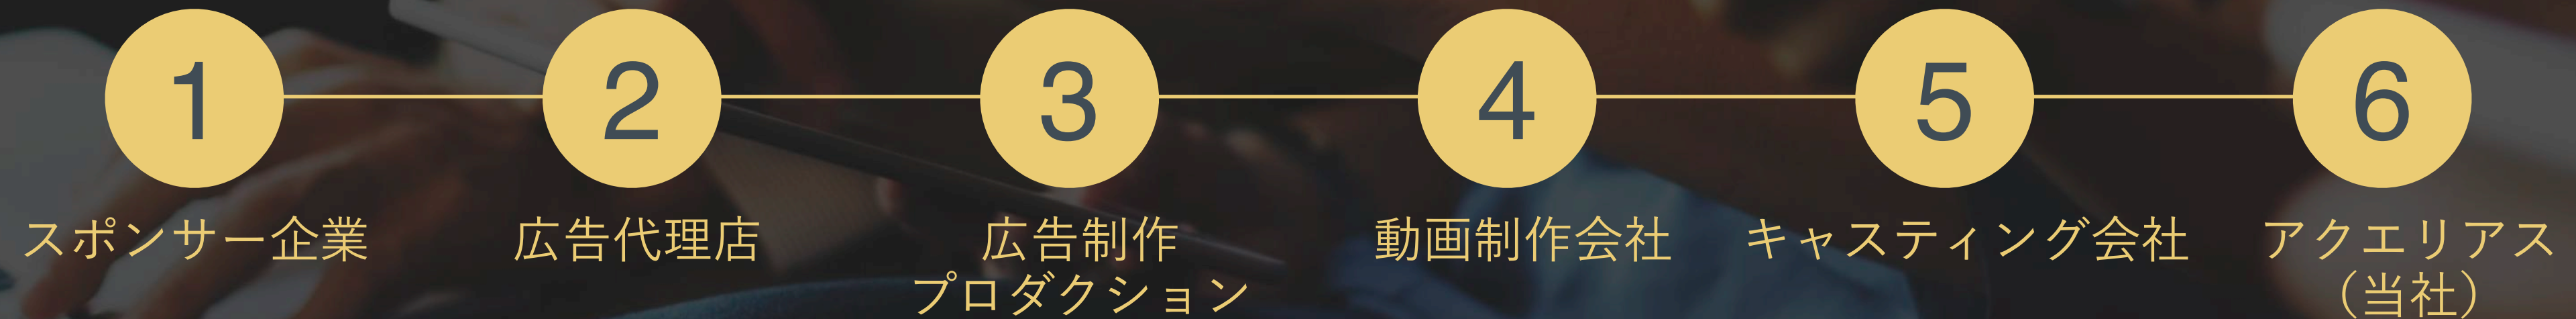 1
2
3
4
5
6
スポンサー企業
広告代理店
広告制作
プロダクション
動画制作会社
キャスティング会社
アクエリアス
（当社）